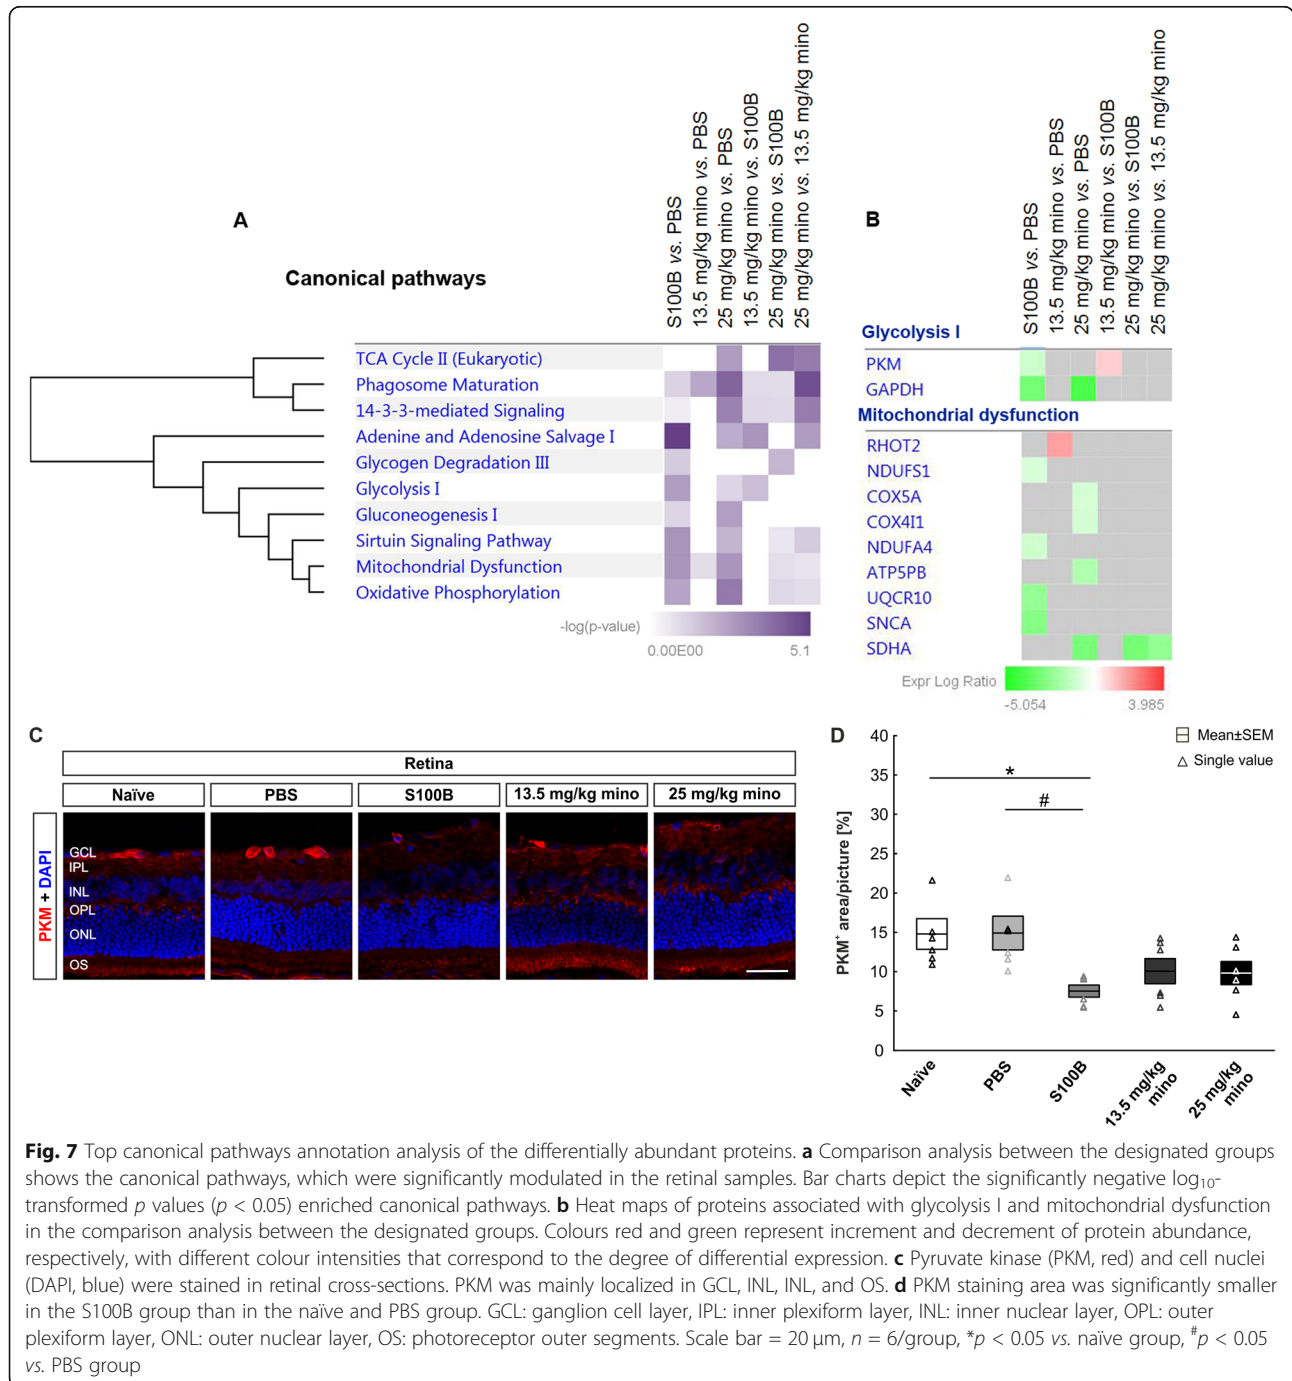 A
Canonical pathways
S100B vs. PBS
13.5 mg/kg mino vs. PBS
25 mg/kg mino vs. PBS
13.5 mg/kg mino vs. S100B
25 mg/kg mino vs. S100B
25 mg/kg mino vs. 13.5 mg/kg mino
TCA Cycle II (Eukaryotic)
Phagosome Maturation
14-3-3-mediated Signaling
Adenine and Adenosine Salvage I
Glycogen Degradation III
Glycolysis I
Gluconeogenesis I
Sirtuin Signaling Pathway
Mitochondrial Dysfunction
Oxidative Phosphorylation
-log(p-value)
0.00E00 5.1
B
S100B vs. PBS
13.5 mg/kg mino vs. PBS
25 mg/kg mino vs. PBS
13.5 mg/kg mino vs. S100B
25 mg/kg mino vs. S100B
25 mg/kg mino vs. 13.5 mg/kg mino
Glycolysis I
PKM
GAPDH
Mitochondrial dysfunction
RHOT2
NDUFS1
COX5A
COX4I1
NDUFA4
ATP5PB
UQCR10
SNCA
SDHA
Expr Log Ratio
-5.054 3.985
C
Retina
Naïve PBS S100B 13.5 mg/kg mino 25 mg/kg mino
PKM + DAPI
GCL
IPL
INL
OPL
ONL
OS
D
Mean±SEM
Single value
PKM⁺ area/picture [%]
40
35
30
25
20
15
10
5
0
*
#
Naïve
PBS
S100B
13.5 mg/kg
mino
25 mg/kg
mino
Fig. 7 Top canonical pathways annotation analysis of the differentially abundant proteins. a Comparison analysis between the designated groups
shows the canonical pathways, which were significantly modulated in the retinal samples. Bar charts depict the significantly negative log₁₀-
transformed p values (p < 0.05) enriched canonical pathways. b Heat maps of proteins associated with glycolysis I and mitochondrial dysfunction
in the comparison analysis between the designated groups. Colours red and green represent increment and decrement of protein abundance,
respectively, with different colour intensities that correspond to the degree of differential expression. c Pyruvate kinase (PKM, red) and cell nuclei
(DAPI, blue) were stained in retinal cross-sections. PKM was mainly localized in GCL, INL, INL, and OS. d PKM staining area was significantly smaller
in the S100B group than in the naïve and PBS group. GCL: ganglion cell layer, IPL: inner plexiform layer, INL: inner nuclear layer, OPL: outer
plexiform layer, ONL: outer nuclear layer, OS: photoreceptor outer segments. Scale bar = 20 μm, n = 6/group, *p < 0.05 vs. naïve group, #p < 0.05
vs. PBS group